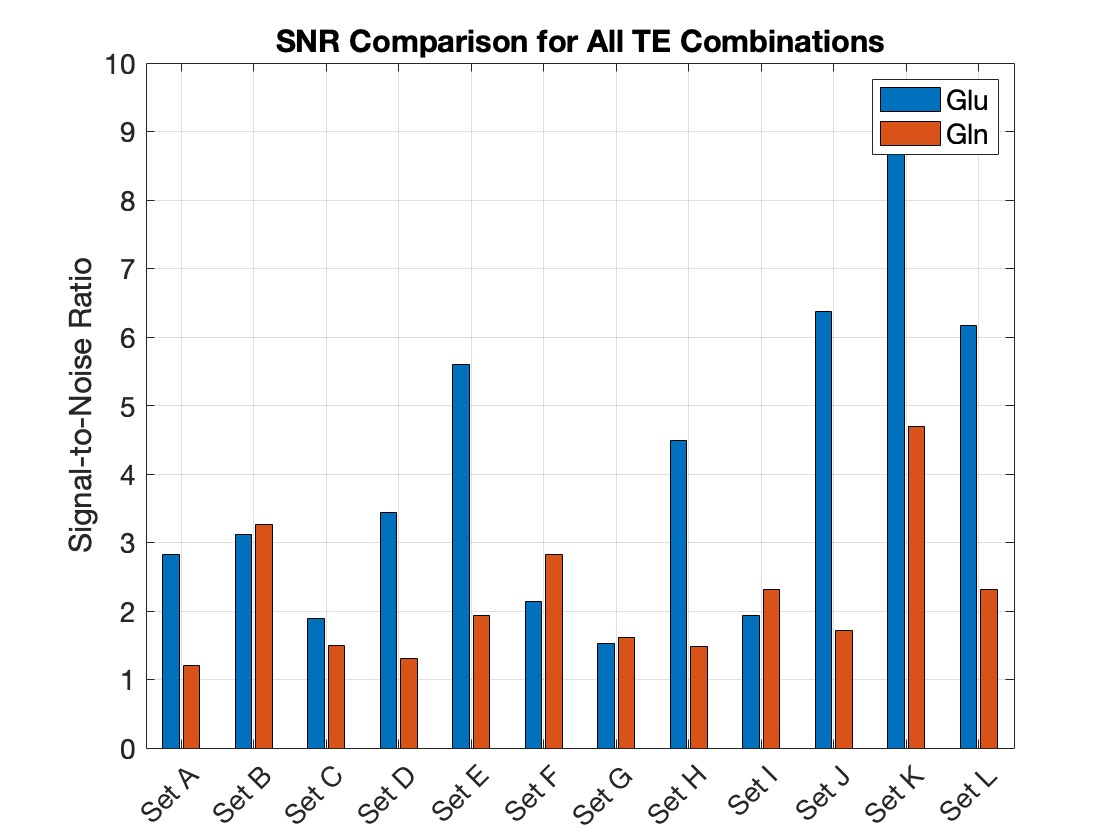 SNR Comparison for All TE Combinations
10
9
8
7
6
5
4
3
2
1
0
Signal-to-Noise Ratio
Glu
Gln
Set A
Set B
Set C
Set D
Set E
Set F
Set G
Set H
Set I
Set J
Set K
Set L